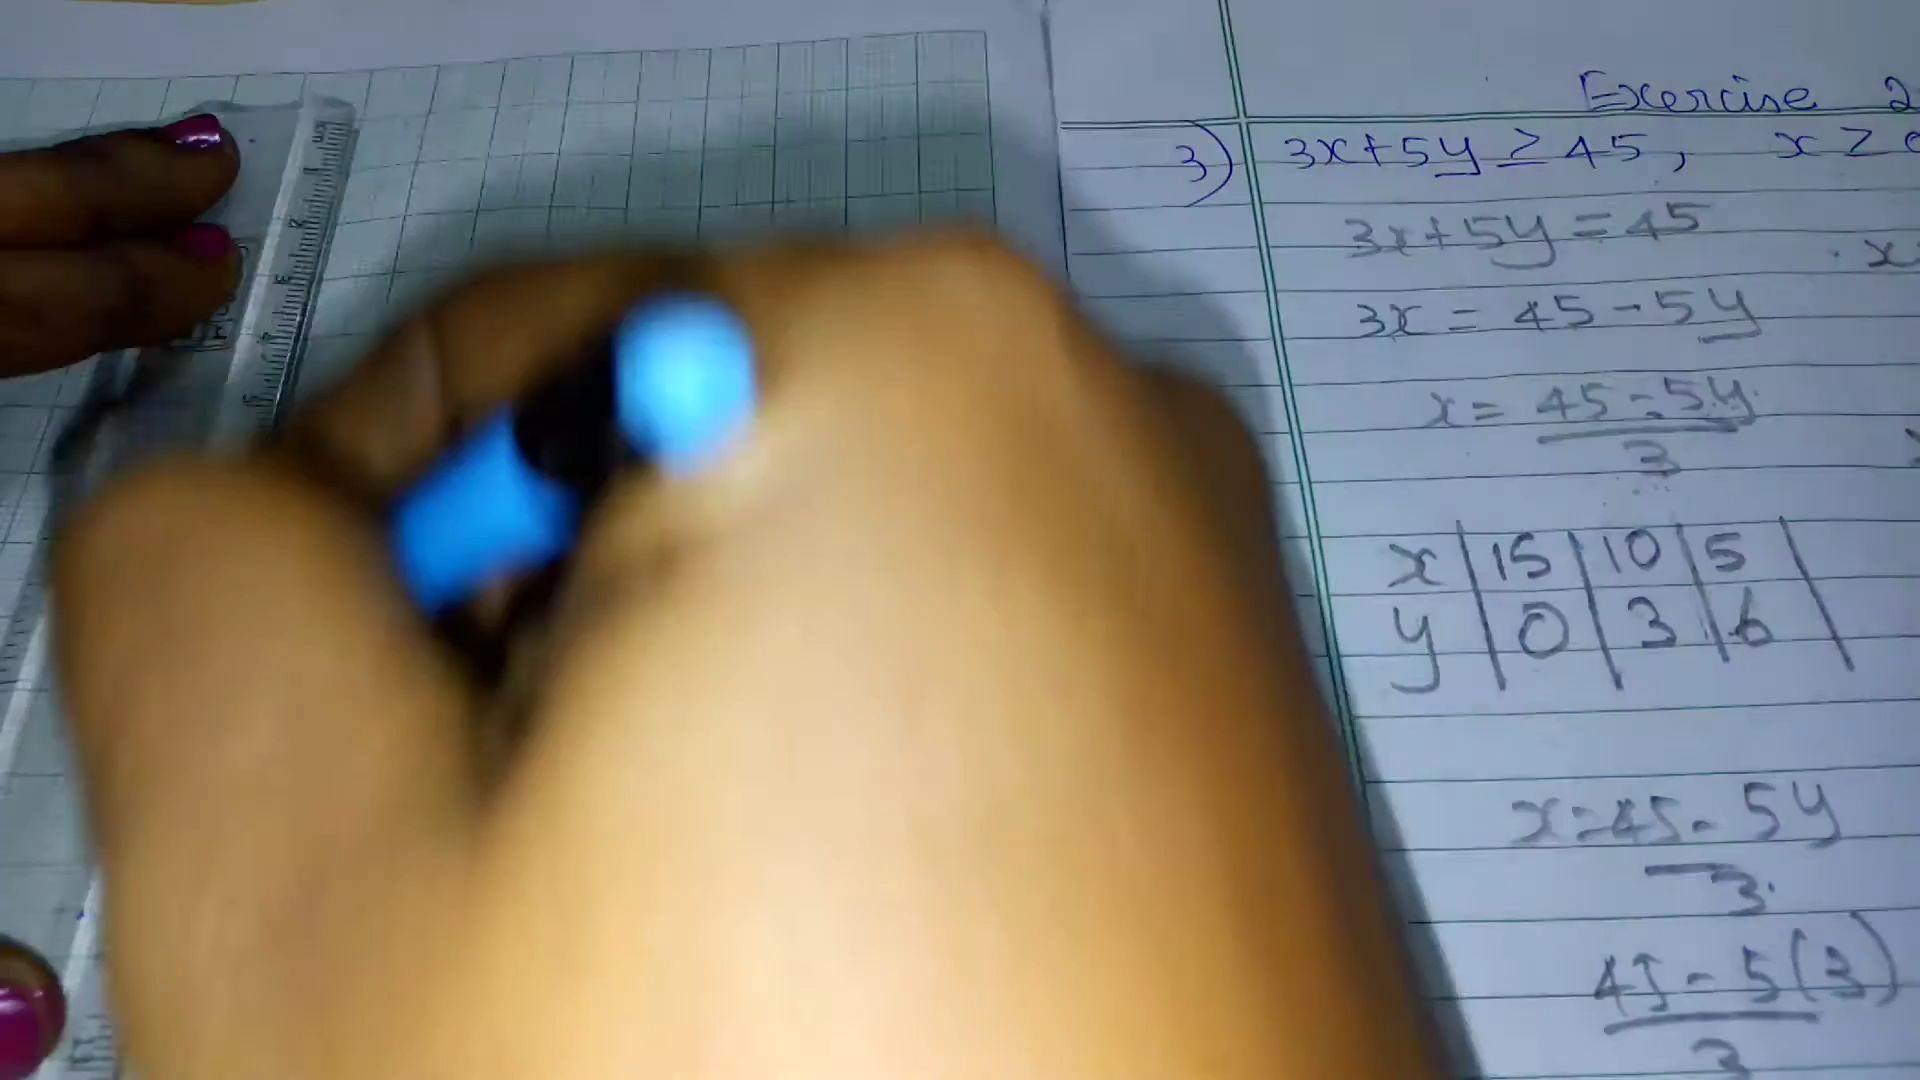 Exercise 2
3) 3x+5y ≥ 45, x ≥ 0
3x+5y = 45
x
3x = 45 - 5y
x = 45 - 5y
3
x | 15 | 10 | 5 |
y | 0 | 3 | 6 |
x = 45 - 5y
3
45 - 5(3)
3